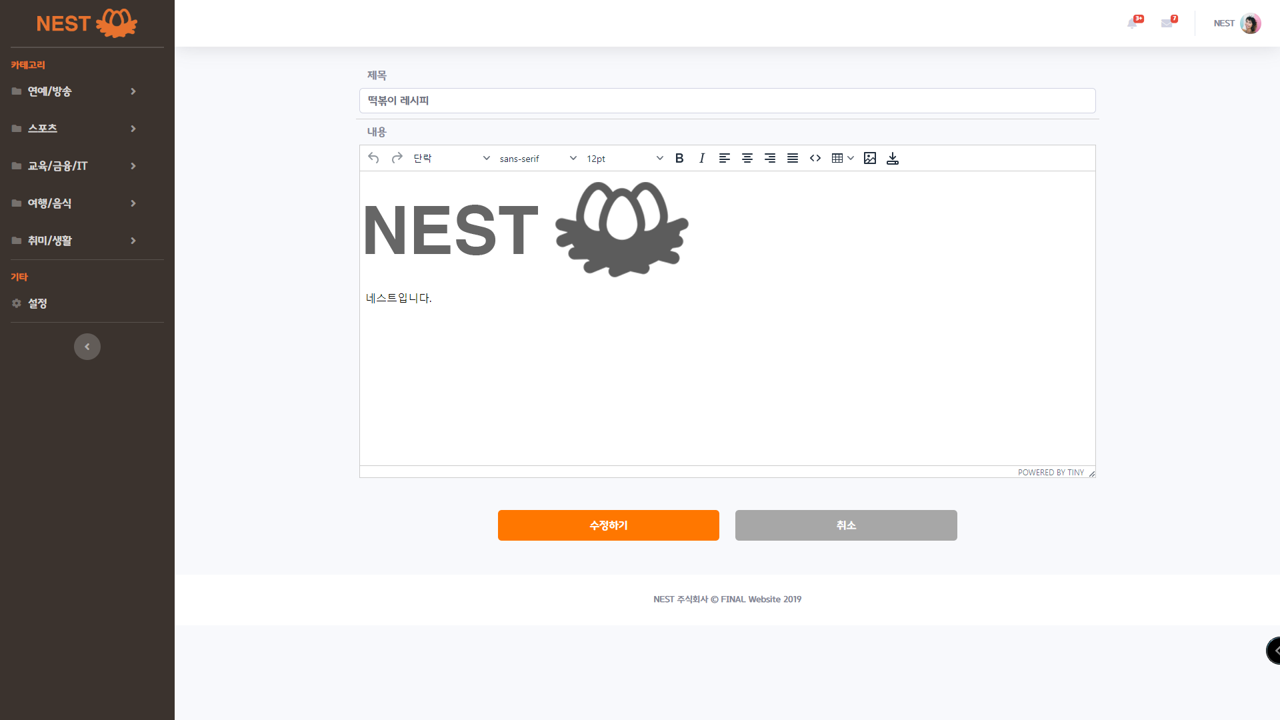 NEST
3+
7
NEST
카테고리
연예/방송
스포츠
교육/금융/IT
여행/음식
취미/생활
기타
설정
제목
떡볶이 레시피
내용
단락 sans-serif 12pt B I
NEST
네스트입니다.
POWERED BY TINY
수정하기 취소
NEST 주식회사 © FINAL Website 2019